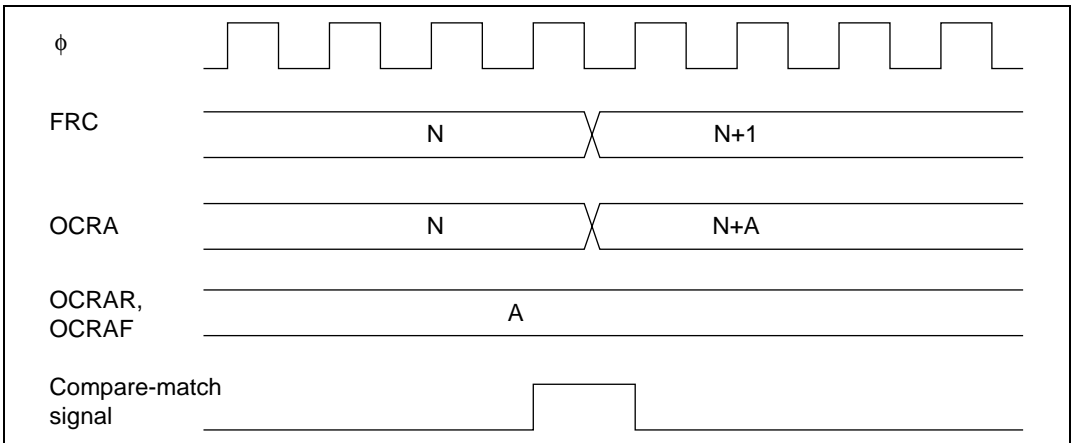 ϕ
FRC
N
N+1
OCRA
N
N+A
OCRAR,
OCRAF
A
Compare-match
signal